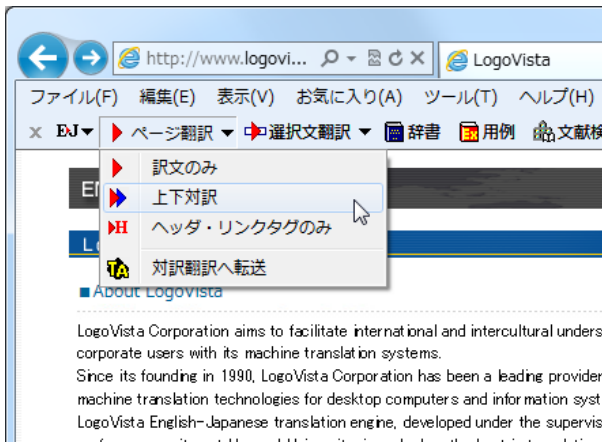 http://www.logovi...
LogoVista
ファイル(F) 編集(E) 表示(V) お気に入り(A) ツール(T) ヘルプ(H)
x EJ▼ ページ翻訳 ▼ 選択文翻訳 ▼ 辞書 用例 文献検
訳文のみ
上下対訳
ヘッダ・リンクタグのみ
対訳翻訳へ転送
■About LogoVista
LogoVista Corporation aims to facilitate international and intercultural unders
corporate users with its machine translation systems.
Since its founding in 1990, LogoVista Corporation has been a leading provider
machine translation technologies for desktop computers and information syst
LogoVista English-Japanese translation engine, developed under the supervis